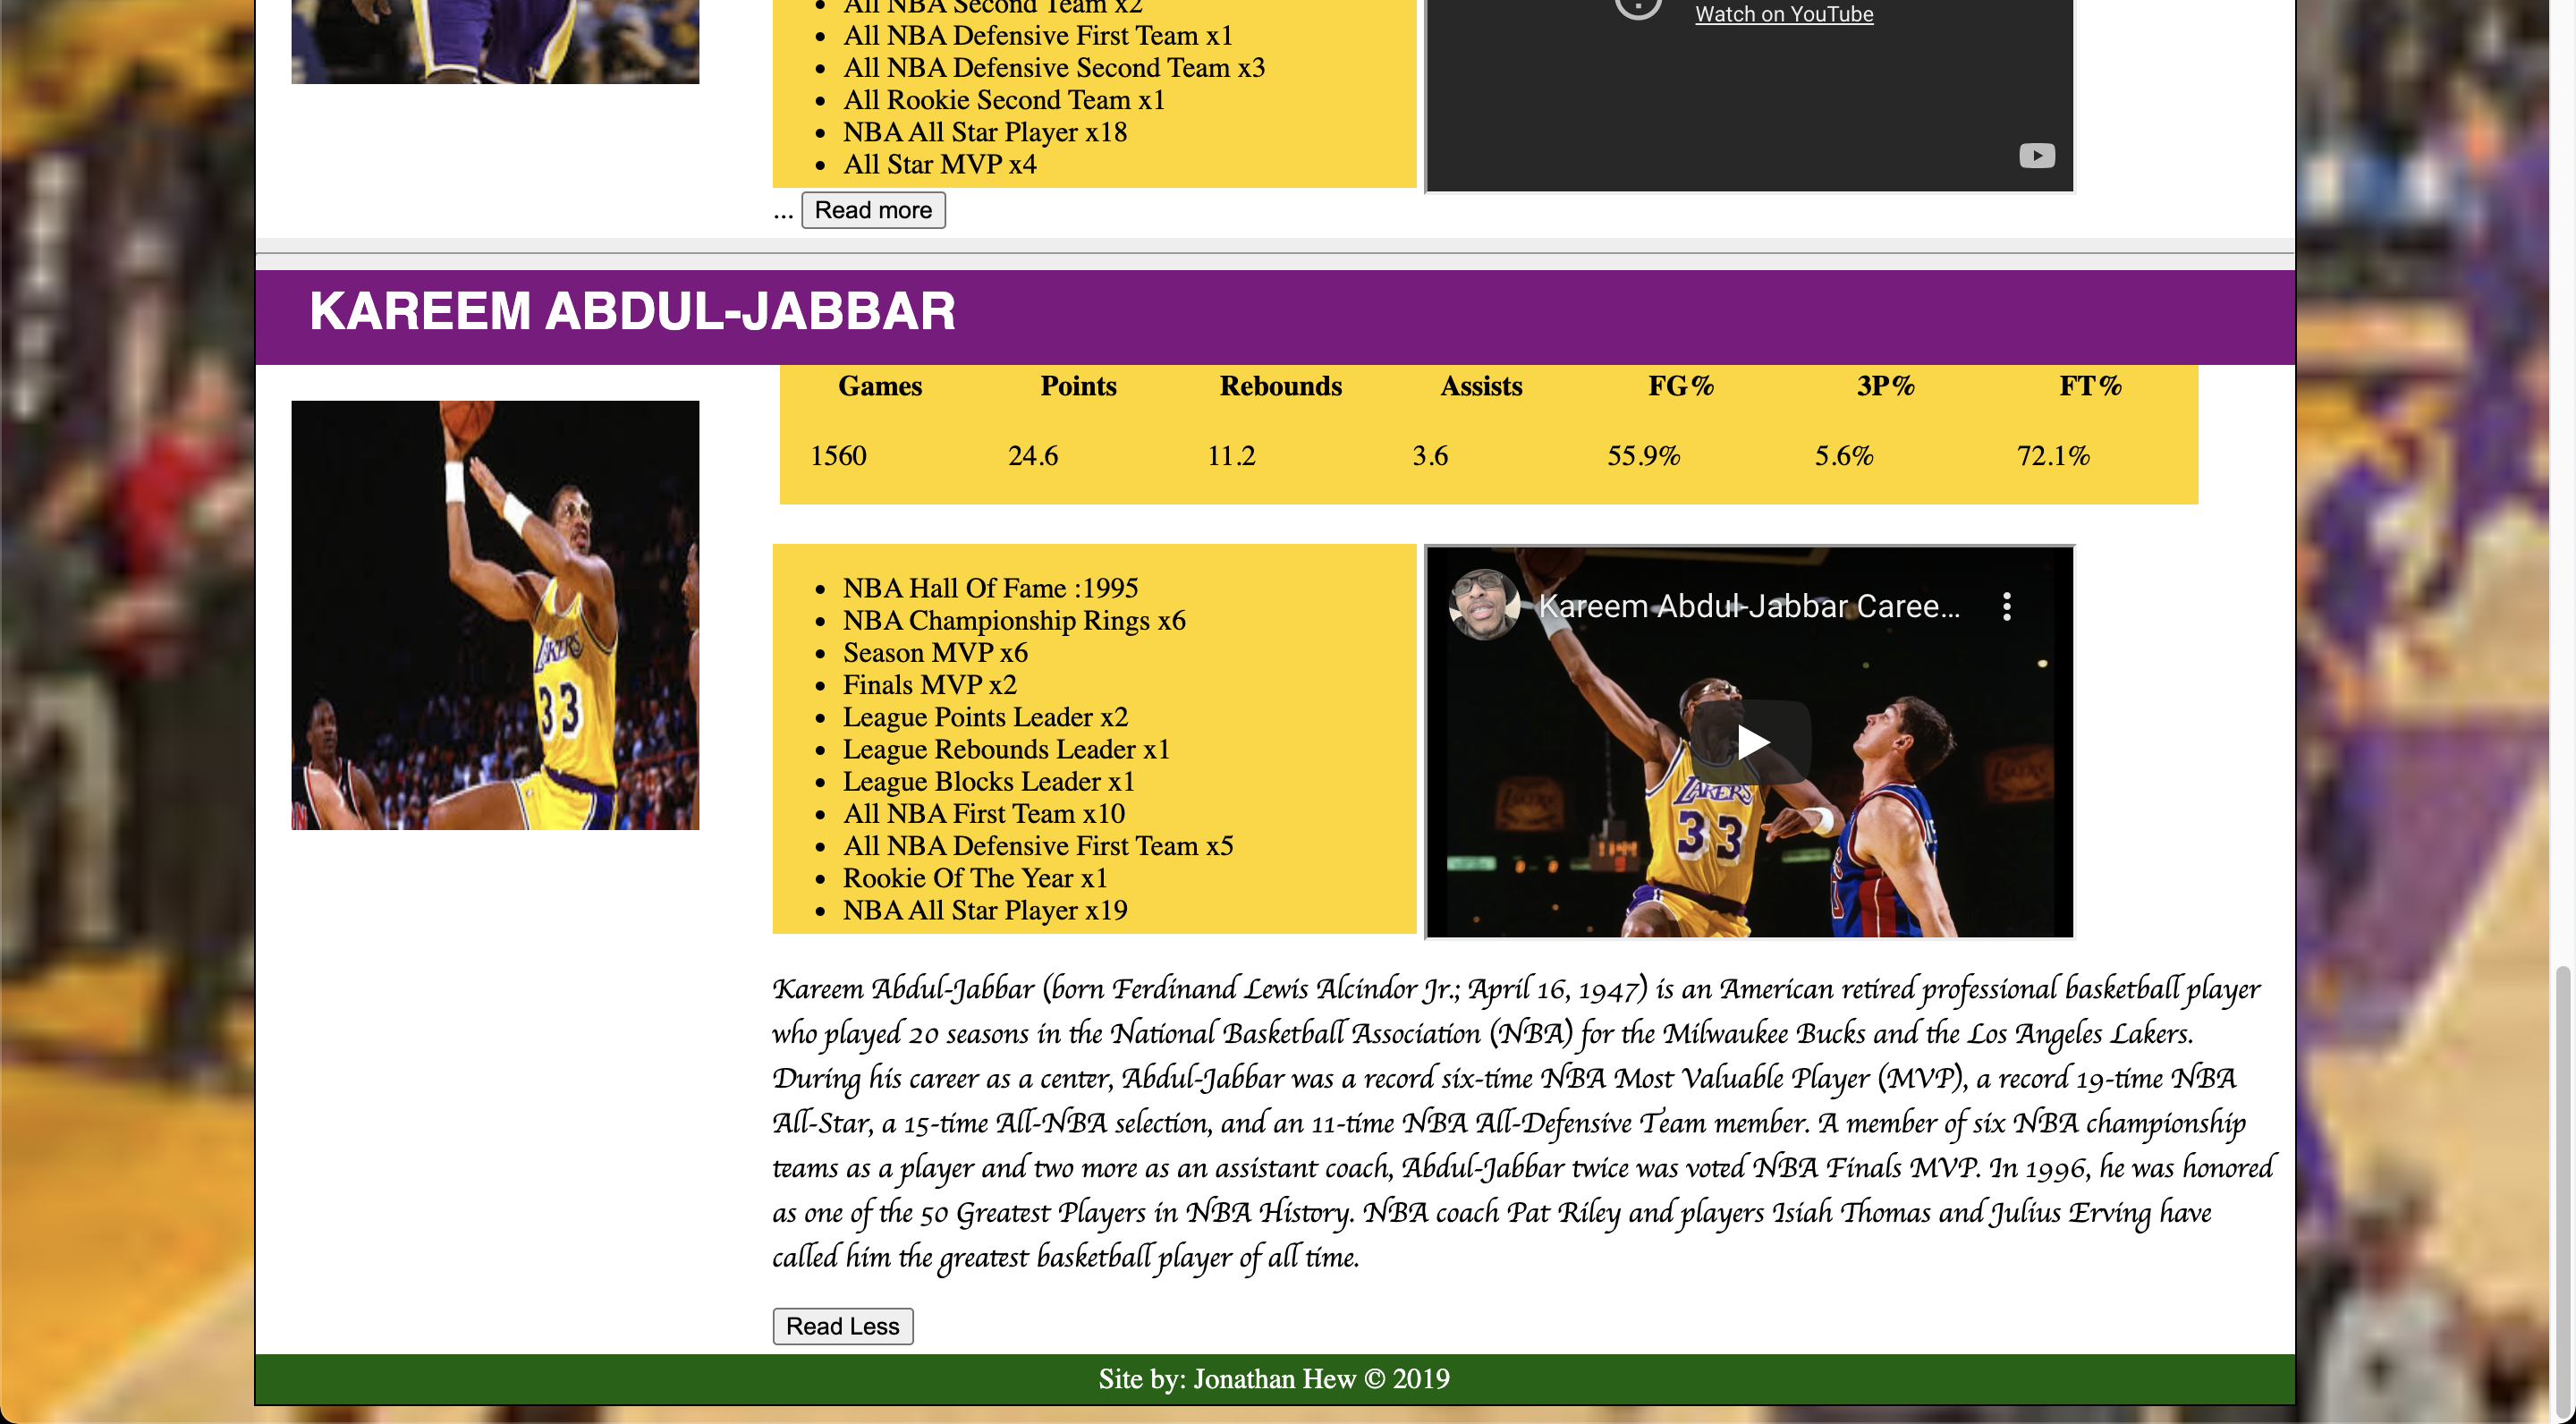 All NBA Second Team x2
All NBA Defensive First Team x1
All NBA Defensive Second Team x3
All Rookie Second Team x1
NBA All Star Player x18
All Star MVP x4
Watch on YouTube
... Read more
KAREEM ABDUL-JABBAR
Games Points Rebounds Assists FG% 3P% FT%
1560 24.6 11.2 3.6 55.9% 5.6% 72.1%
LAKERS
33
NBA Hall Of Fame :1995
NBA Championship Rings x6
Season MVP x6
Finals MVP x2
League Points Leader x2
League Rebounds Leader x1
League Blocks Leader x1
All NBA First Team x10
All NBA Defensive First Team x5
Rookie Of The Year x1
NBA All Star Player x19
Kareem Abdul-Jabbar Caree...
LAKERS
33
Kareem Abdul-Jabbar (born Ferdinand Lewis Alcindor Jr.; April 16, 1947) is an American retired professional basketball player
who played 20 seasons in the National Basketball Association (NBA) for the Milwaukee Bucks and the Los Angeles Lakers.
During his career as a center, Abdul-Jabbar was a record six-time NBA Most Valuable Player (MVP), a record 19-time NBA
All-Star, a 15-time All-NBA selection, and an 11-time NBA All-Defensive Team member. A member of six NBA championship
teams as a player and two more as an assistant coach, Abdul-Jabbar twice was voted NBA Finals MVP. In 1996, he was honored
as one of the 50 Greatest Players in NBA History. NBA coach Pat Riley and players Isiah Thomas and Julius Erving have
called him the greatest basketball player of all time.
Read Less
Site by: Jonathan Hew © 2019